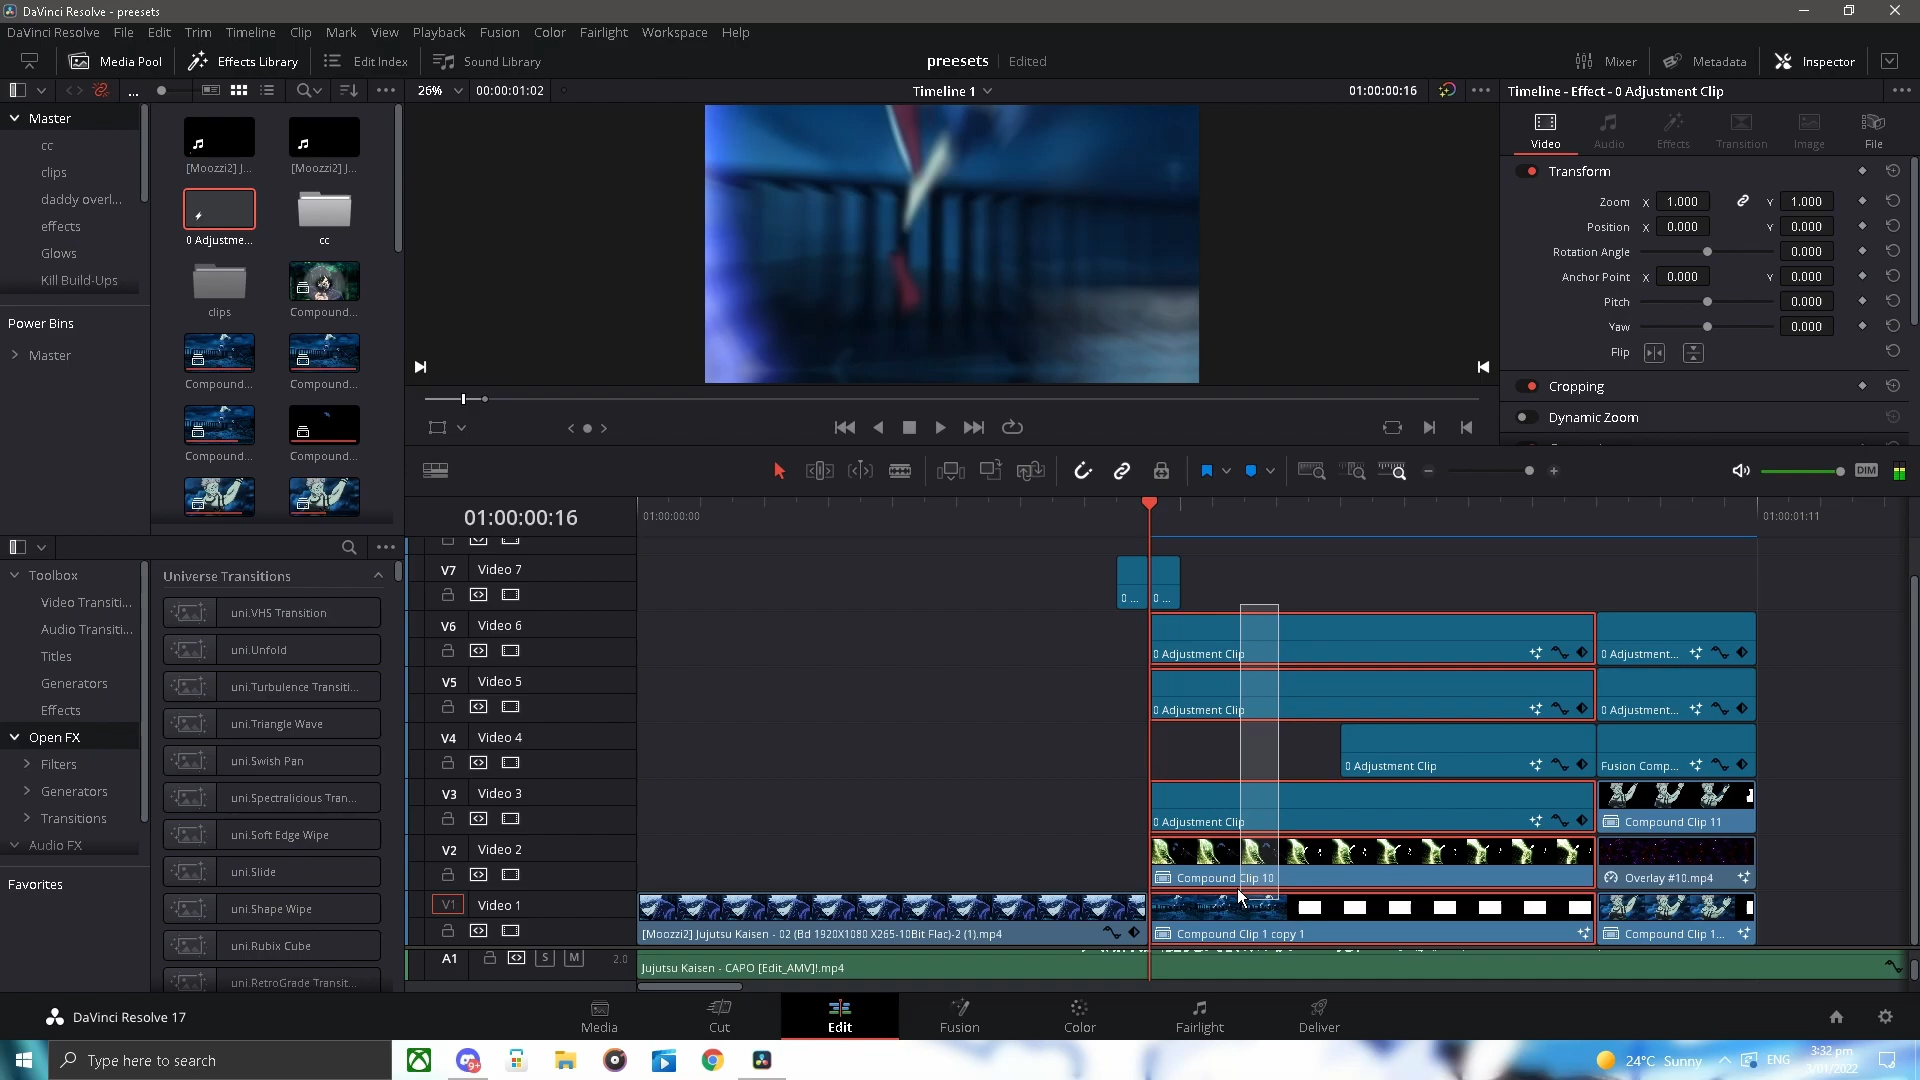 DaVinci Resolve - preesets
DaVinci Resolve File Edit Trim Timeline Clip Mark View Playback Fusion Color Fairlight Workspace Help
Media Pool Effects Library Edit Index Sound Library preesets Edited Mixer Metadata Inspector
... 26% 00:00:01:02 Timeline 1 01:00:00:16 Timeline - Effect - 0 Adjustment Clip
Master
cc
clips
daddy overl...
effects
Glows
Kill Build-Ups
Power Bins
Master
[Moozzi2] J...
[Moozzi2] J...
0 Adjustme...
cc
clips
Compound...
Compound...
Compound...
Compound...
Compound...
Video Audio Effects Transition Image File
Transform
Zoom X 1.000 Y 1.000
Position X 0.000 Y 0.000
Rotation Angle 0.000
Anchor Point X 0.000 Y 0.000
Pitch 0.000
Yaw 0.000
Flip
Cropping
Dynamic Zoom
DIM
Toolbox
Video Transiti...
Audio Transiti...
Titles
Generators
Effects
Open FX
Filters
Generators
Transitions
Audio FX
Favorites
Universe Transitions
uni.VHS Transition
uni.Unfold
uni.Turbulence Transiti...
uni.Triangle Wave
uni.Swish Pan
uni.Spectralicious Tran...
uni.Soft Edge Wipe
uni.Slide
uni.Shape Wipe
uni.Rubix Cube
uni.RetroGrade Transit...
01:00:00:16 01:00:00:00 01:00:01:11
V7 Video 7
0 ... 0 ...
V6 Video 6
0 Adjustment Clip 0 Adjustment...
V5 Video 5
0 Adjustment Clip 0 Adjustment...
V4 Video 4
0 Adjustment Clip Fusion Comp...
V3 Video 3
0 Adjustment Clip Compound Clip 11
V2 Video 2
Compound Clip 10 Overlay #10.mp4
V1 Video 1
[Moozzi2] Jujutsu Kaisen - 02 (Bd 1920X1080 X265-10Bit Flac)-2 (1).mp4 Compound Clip 1 copy 1 Compound Clip 1...
A1 S M 2.0
Jujutsu Kaisen - CAPO [Edit_AMV]!.mp4
DaVinci Resolve 17
Media Cut Edit Fusion Color Fairlight Deliver
Type here to search
9+
24°C Sunny
ENG
3:32 pm
3/01/2022